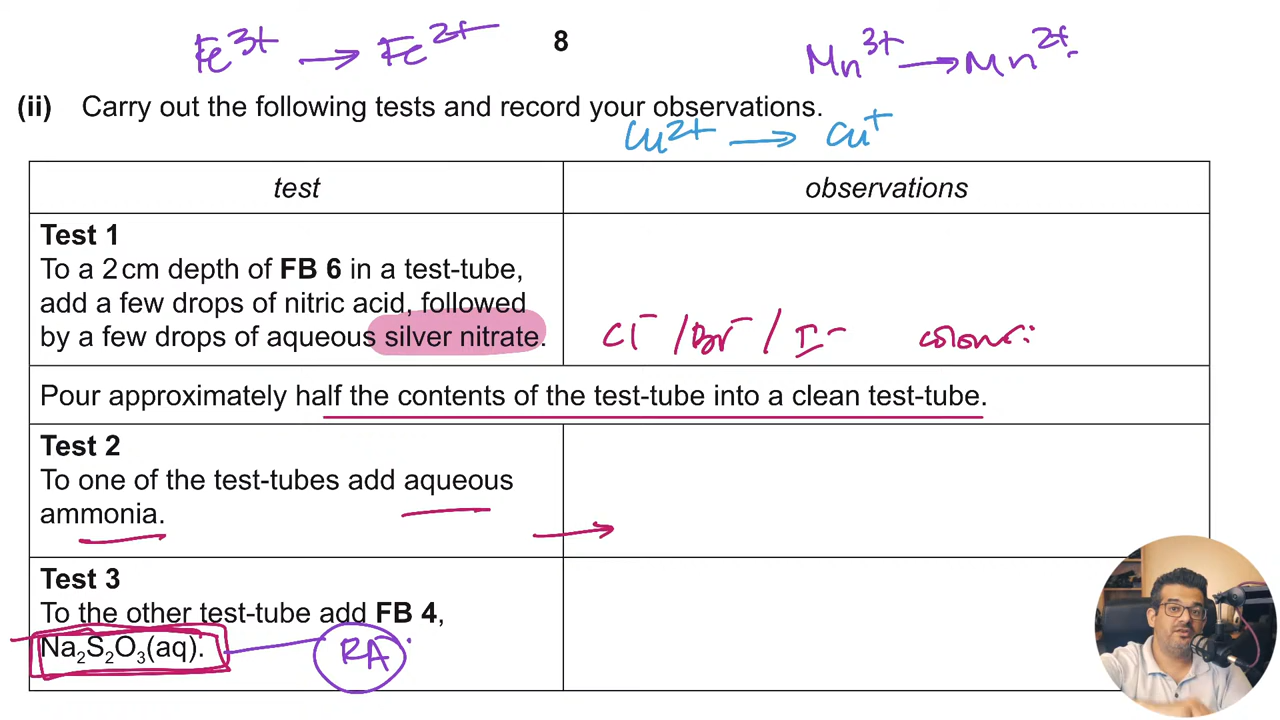 Fe³⁺ → Fe²⁺
8
Mn³⁺ → Mn²⁺
(ii) Carry out the following tests and record your observations.
Cu²⁺ → Cu⁺
test observations
Test 1
To a 2 cm depth of FB 6 in a test-tube,
add a few drops of nitric acid, followed
by a few drops of aqueous silver nitrate.
Cl⁻ / Br⁻ / I⁻ colour:
Pour approximately half the contents of the test-tube into a clean test-tube.
Test 2
To one of the test-tubes add aqueous
ammonia.
→
Test 3
To the other test-tube add FB 4,
Na₂S₂O₃(aq).
RA